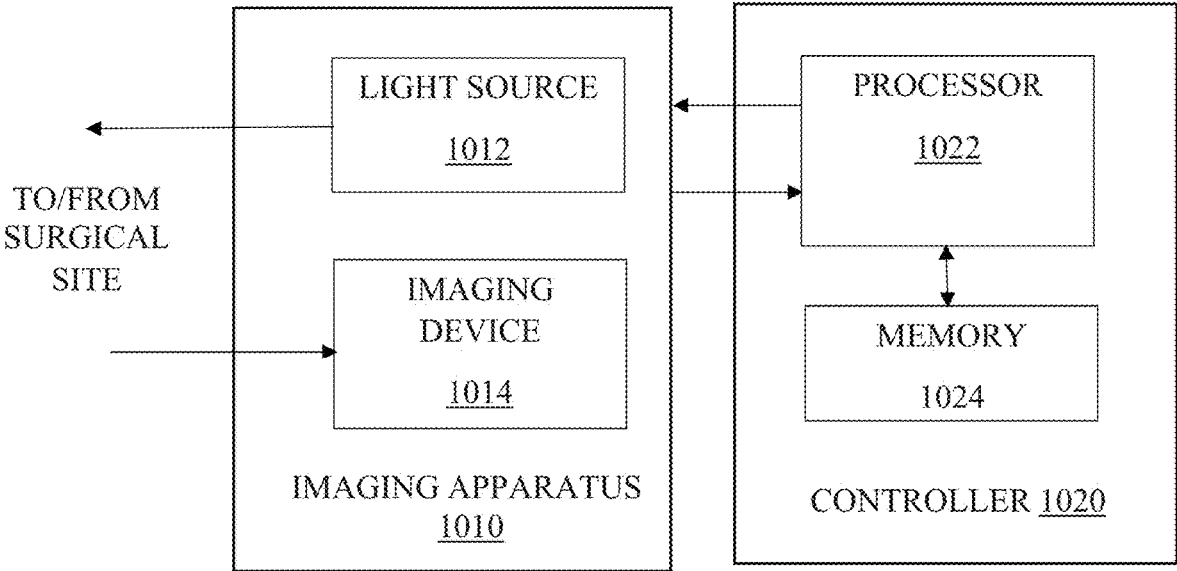 TO/FROM
SURGICAL
SITE
LIGHT SOURCE
1012
IMAGING
DEVICE
1014
IMAGING APPARATUS
1010
PROCESSOR
1022
MEMORY
1024
CONTROLLER 1020